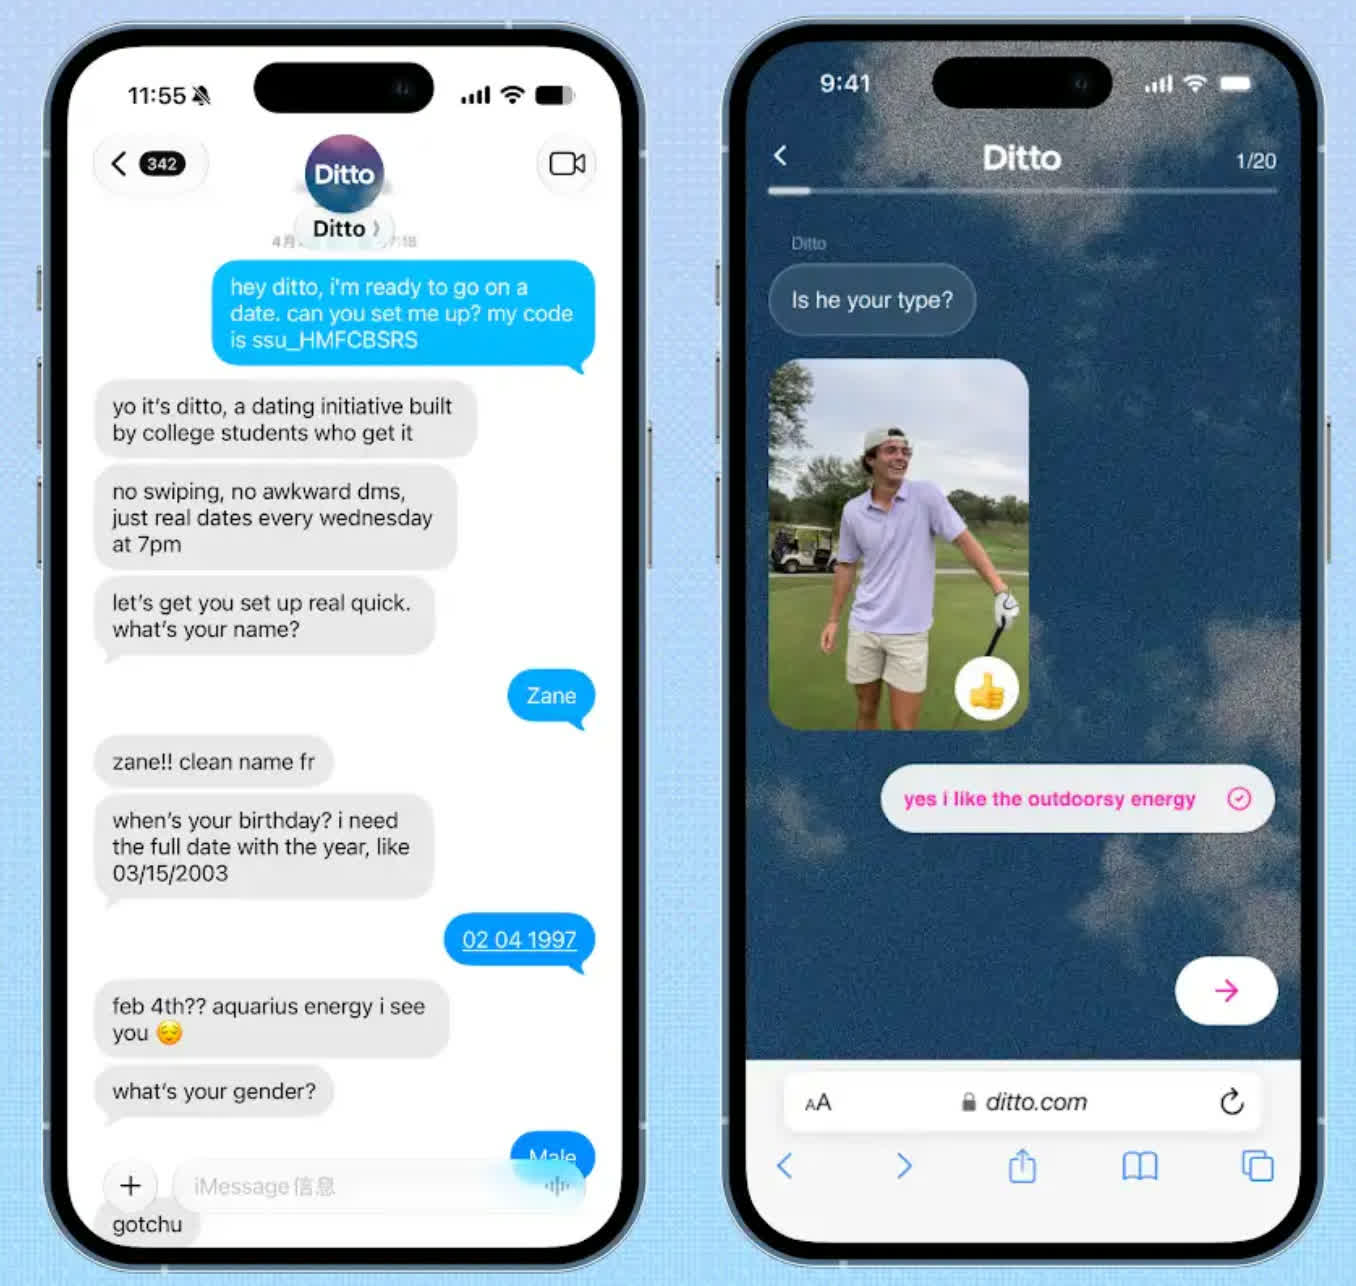 11:55
342
Ditto
Ditto
hey ditto, i'm ready to go on a
date. can you set me up? my code
is ssu_HMFCBSRS
yo it's ditto, a dating initiative built
by college students who get it
no swiping, no awkward dms,
just real dates every wednesday
at 7pm
let's get you set up real quick.
what's your name?
Zane
zane!! clean name fr
when's your birthday? i need
the full date with the year, like
03/15/2003
02 04 1997
feb 4th?? aquarius energy i see
you 😌
what's your gender?
Male
iMessage 信息
gotchu
9:41
Ditto
1/20
Ditto
Is he your type?
yes i like the outdoorsy energy
AA
ditto.com